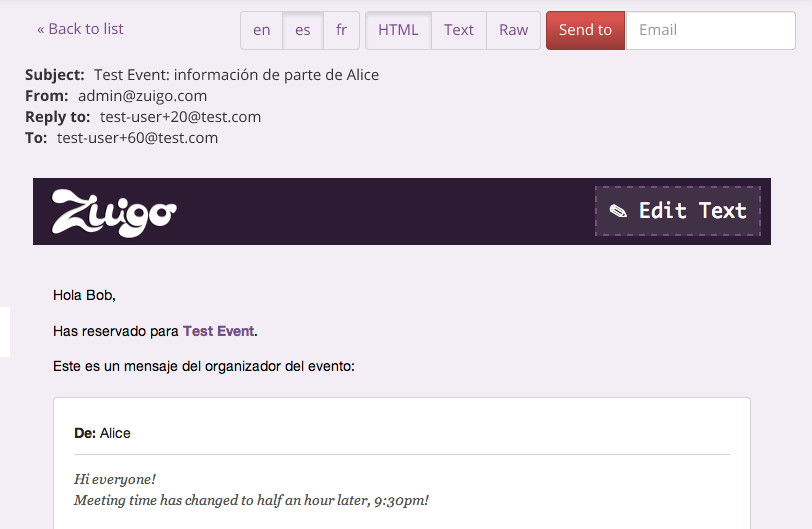 « Back to list en es fr HTML Text Raw Send to Email
Subject: Test Event: información de parte de Alice
From: admin@zuigo.com
Reply to: test-user+20@test.com
To: test-user+60@test.com
Zuigo ✎ Edit Text
Hola Bob,
Has reservado para Test Event.
Este es un mensaje del organizador del evento:
De: Alice
Hi everyone!
Meeting time has changed to half an hour later, 9:30pm!